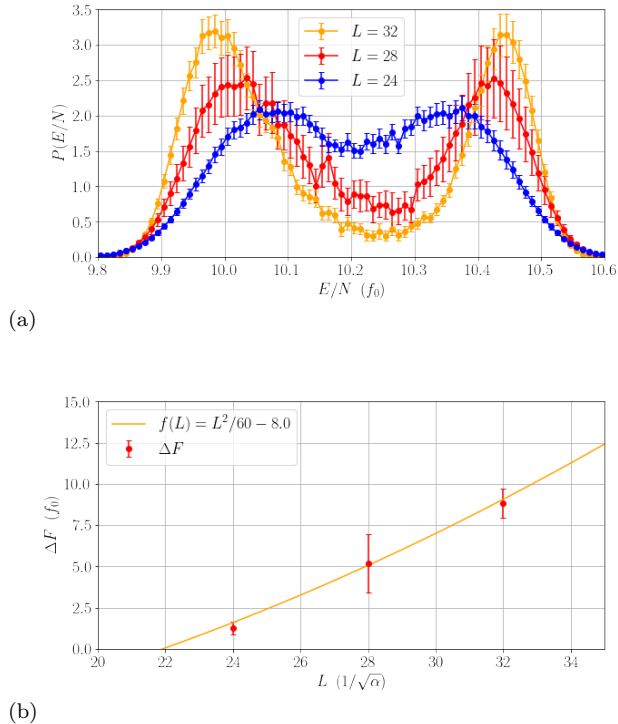 3.5
3.0
2.5
2.0
1.5
1.0
0.5
0.0
P(E/N)
L = 32
L = 28
L = 24
9.8 9.9 10.0 10.1 10.2 10.3 10.4 10.5 10.6
E/N (f₀)
(a)
15.0
12.5
10.0
7.5
5.0
2.5
0.0
ΔF (f₀)
f(L) = L²/60 − 8.0
ΔF
20 22 24 26 28 30 32 34
L (1/√α)
(b)